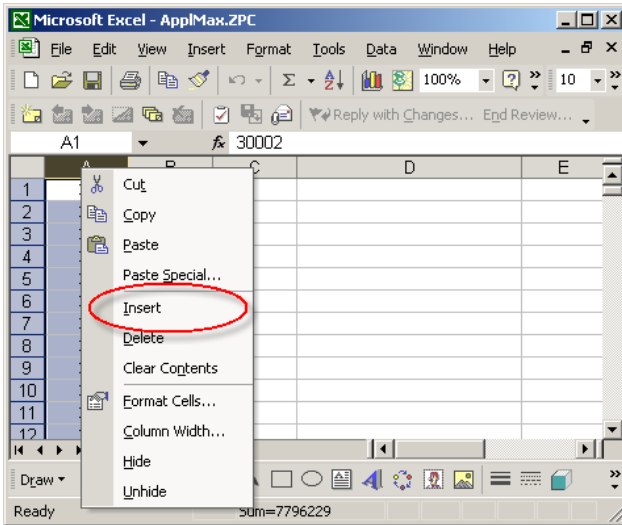 Microsoft Excel - ApplMax.ZPC
File Edit View Insert Format Tools Data Window Help
100% 10
Reply with Changes... End Review...
A1 fx 30002
A B C D E
1
2
3
4
5
6
7
8
9
10
11
12
Cut
Copy
Paste
Paste Special...
Insert
Delete
Clear Contents
Format Cells...
Column Width...
Hide
Unhide
Draw
Ready Sum=7796229